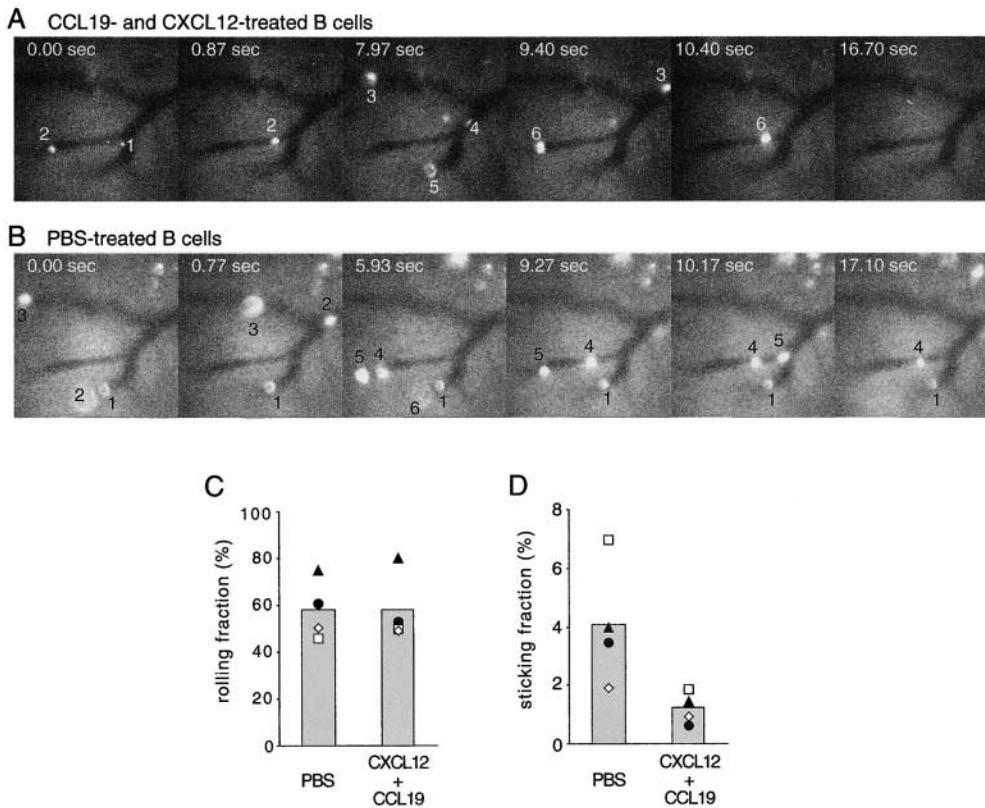 A CCL19- and CXCL12-treated B cells
0.00 sec 0.87 sec 7.97 sec 9.40 sec 10.40 sec 16.70 sec
2 1 2 3 4 5 6 3 6
B PBS-treated B cells
0.00 sec 0.77 sec 5.93 sec 9.27 sec 10.17 sec 17.10 sec
3 2 1 3 2 1 5 4 6 1 5 4 1 4 5 1 4 1
C
rolling fraction (%)
100
80
60
40
20
0
PBS
CXCL12
+
CCL19
D
sticking fraction (%)
8
6
4
2
0
PBS
CXCL12
+
CCL19